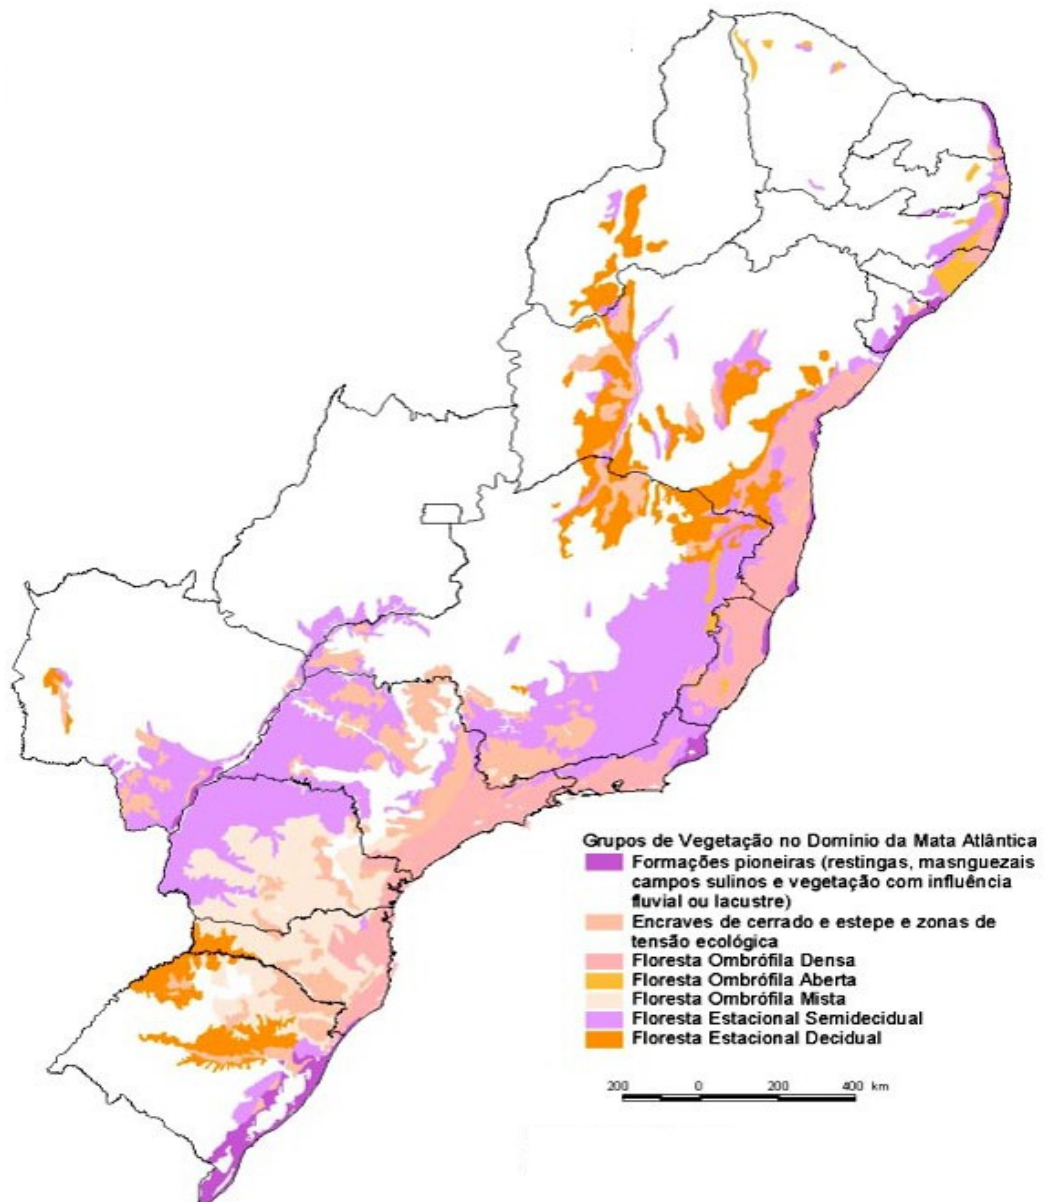 Grupos de Vegetação no Domínio da Mata Atlântica
Formações pioneiras (restingas, masnguezais
campos sulinos e vegetação com influência
fluvial ou lacustre)
Encraves de cerrado e estepe e zonas de
tensão ecológica
Floresta Ombrófila Densa
Floresta Ombrófila Aberta
Floresta Ombrófila Mista
Floresta Estacional Semidecidual
Floresta Estacional Decidual
200 0 200 400 km